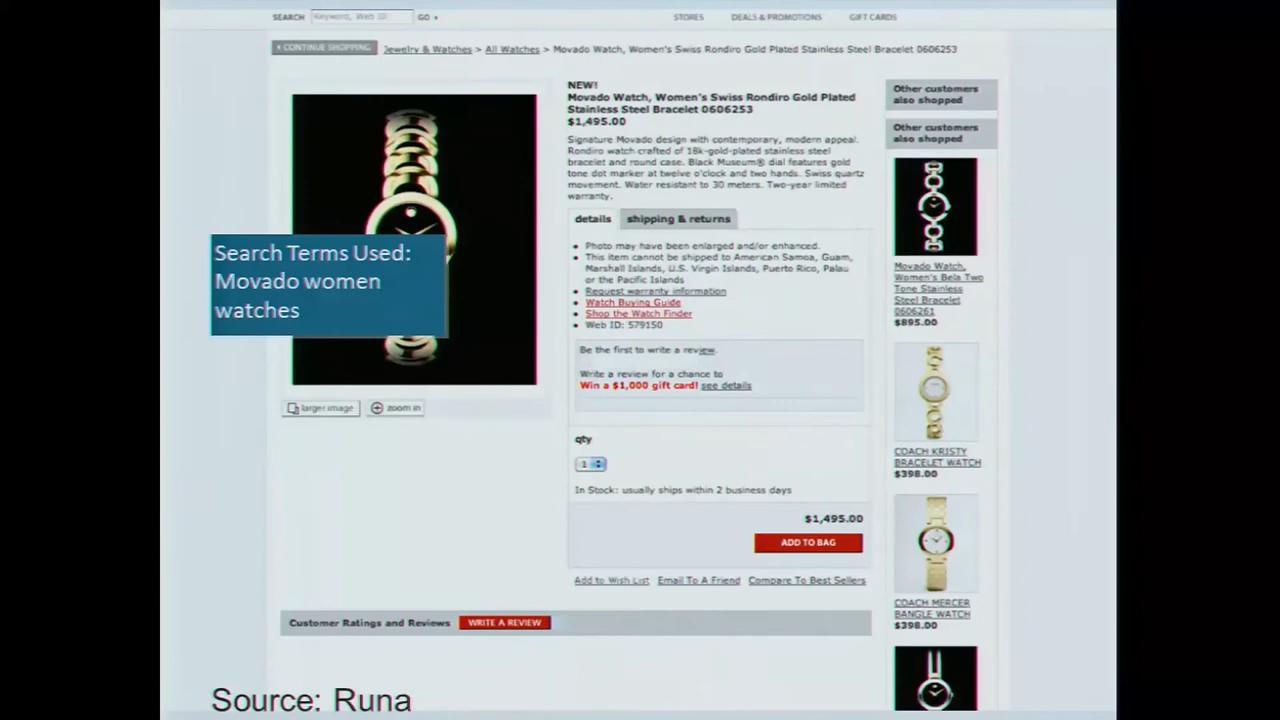 SEARCH Keyword, Web ID GO
STORES DEALS & PROMOTIONS GIFT CARDS
CONTINUE SHOPPING Jewelry & Watches > All Watches > Movado Watch, Women's Swiss Rondiro Gold Plated Stainless Steel Bracelet 0606253
NEW!
Movado Watch, Women's Swiss Rondiro Gold Plated
Stainless Steel Bracelet 0606253
$1,495.00
Signature Movado design with contemporary, modern appeal.
Rondiro watch crafted of 18k-gold-plated stainless steel
bracelet and round case. Black Museum® dial features gold
tone dot marker at twelve o'clock and two hands. Swiss quartz
movement. Water resistant to 30 meters. Two-year limited
warranty.
details shipping & returns
Photo may have been enlarged and/or enhanced.
This item cannot be shipped to American Samoa, Guam,
Marshall Islands, U.S. Virgin Islands, Puerto Rico, Palau
or the Pacific Islands
Request warranty information
Watch Buying Guide
Shop the Watch Finder
Web ID: 579150
Be the first to write a review.
Write a review for a chance to
Win a $1,000 gift card! see details
Search Terms Used:
Movado women
watches
larger image zoom in
qty
1
In Stock: usually ships within 2 business days
$1,495.00
ADD TO BAG
Add to Wish List Email To A Friend Compare To Best Sellers
Customer Ratings and Reviews WRITE A REVIEW
Other customers
also shopped
Other customers
also shopped
Movado Watch,
Women's Bela Two
Tone Stainless
Steel Bracelet
0606261
$895.00
COACH KRISTY
BRACELET WATCH
$398.00
COACH MERCER
BANGLE WATCH
$398.00
Source: Runa